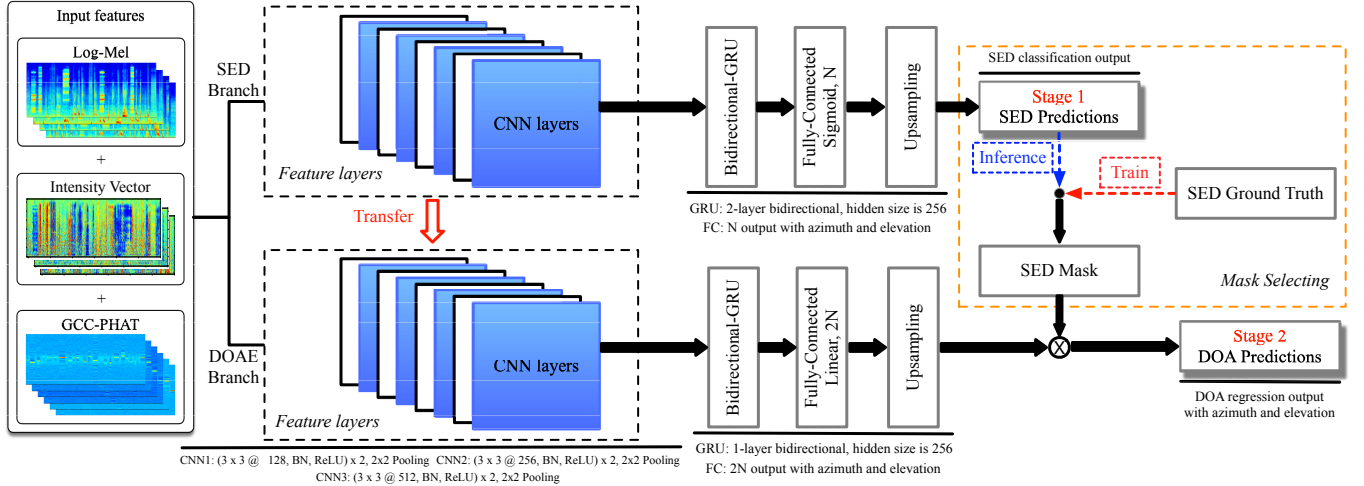 Input features
Log-Mel
+
Intensity Vector
+
GCC-PHAT
SED
Branch
DOAE
Branch
CNN layers
Feature layers
Transfer
CNN layers
Feature layers
CNN1: (3 x 3 @ 128, BN, ReLU) x 2, 2x2 Pooling CNN2: (3 x 3 @ 256, BN, ReLU) x 2, 2x2 Pooling
CNN3: (3 x 3 @ 512, BN, ReLU) x 2, 2x2 Pooling
Bidirectional-GRU
Fully-Connected
Sigmoid, N
Upsampling
GRU: 2-layer bidirectional, hidden size is 256
FC: N output with azimuth and elevation
Bidirectional-GRU
Fully-Connected
Linear, 2N
Upsampling
GRU: 1-layer bidirectional, hidden size is 256
FC: 2N output with azimuth and elevation
SED classification output
Stage 1
SED Predictions
Inference
Train
SED Ground Truth
SED Mask
Mask Selecting
Stage 2
DOA Predictions
DOA regression output
with azimuth and elevation